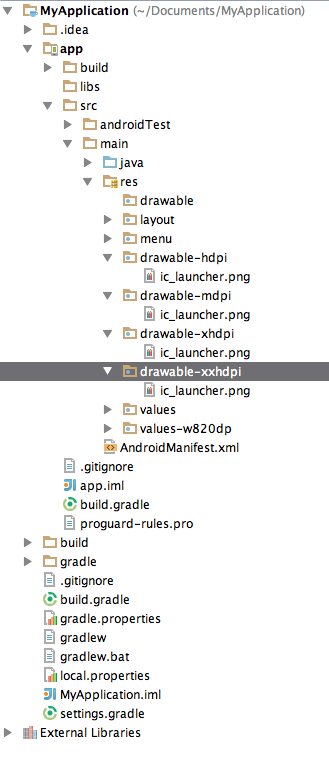 MyApplication (~/Documents/MyApplication)
.idea
app
build
libs
src
androidTest
main
java
res
drawable
layout
menu
drawable-hdpi
ic_launcher.png
drawable-mdpi
ic_launcher.png
drawable-xhdpi
ic_launcher.png
drawable-xxhdpi
ic_launcher.png
values
values-w820dp
AndroidManifest.xml
.gitignore
app.iml
build.gradle
proguard-rules.pro
build
gradle
.gitignore
build.gradle
gradle.properties
gradlew
gradlew.bat
local.properties
MyApplication.iml
settings.gradle
External Libraries